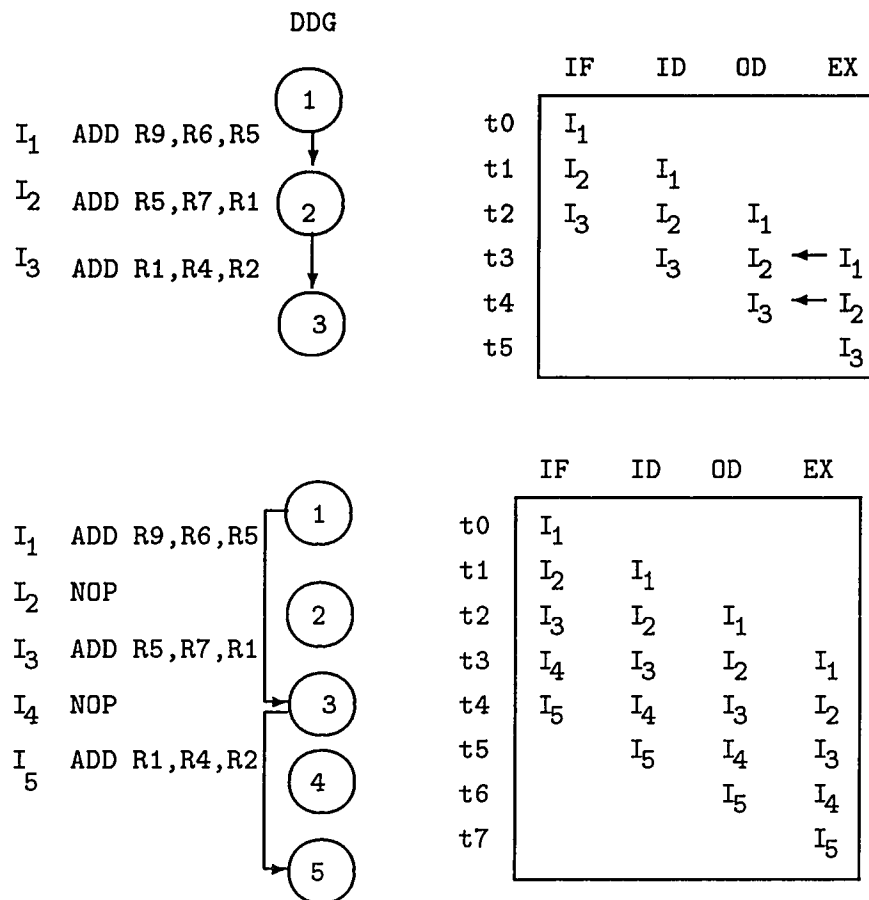 DDG
1
I1 ADD R9,R6,R5
I2 ADD R5,R7,R1
2
I3 ADD R1,R4,R2
3
IF ID OD EX
t0 I1
t1 I2 I1
t2 I3 I2 I1
t3 I3 I2 I1
t4 I3 I2
t5 I3
1
I1 ADD R9,R6,R5
I2 NOP
2
I3 ADD R5,R7,R1
I4 NOP
3
I5 ADD R1,R4,R2
4
5
IF ID OD EX
t0 I1
t1 I2 I1
t2 I3 I2 I1
t3 I4 I3 I2 I1
t4 I5 I4 I3 I2
t5 I5 I4 I3
t6 I5 I4
t7 I5